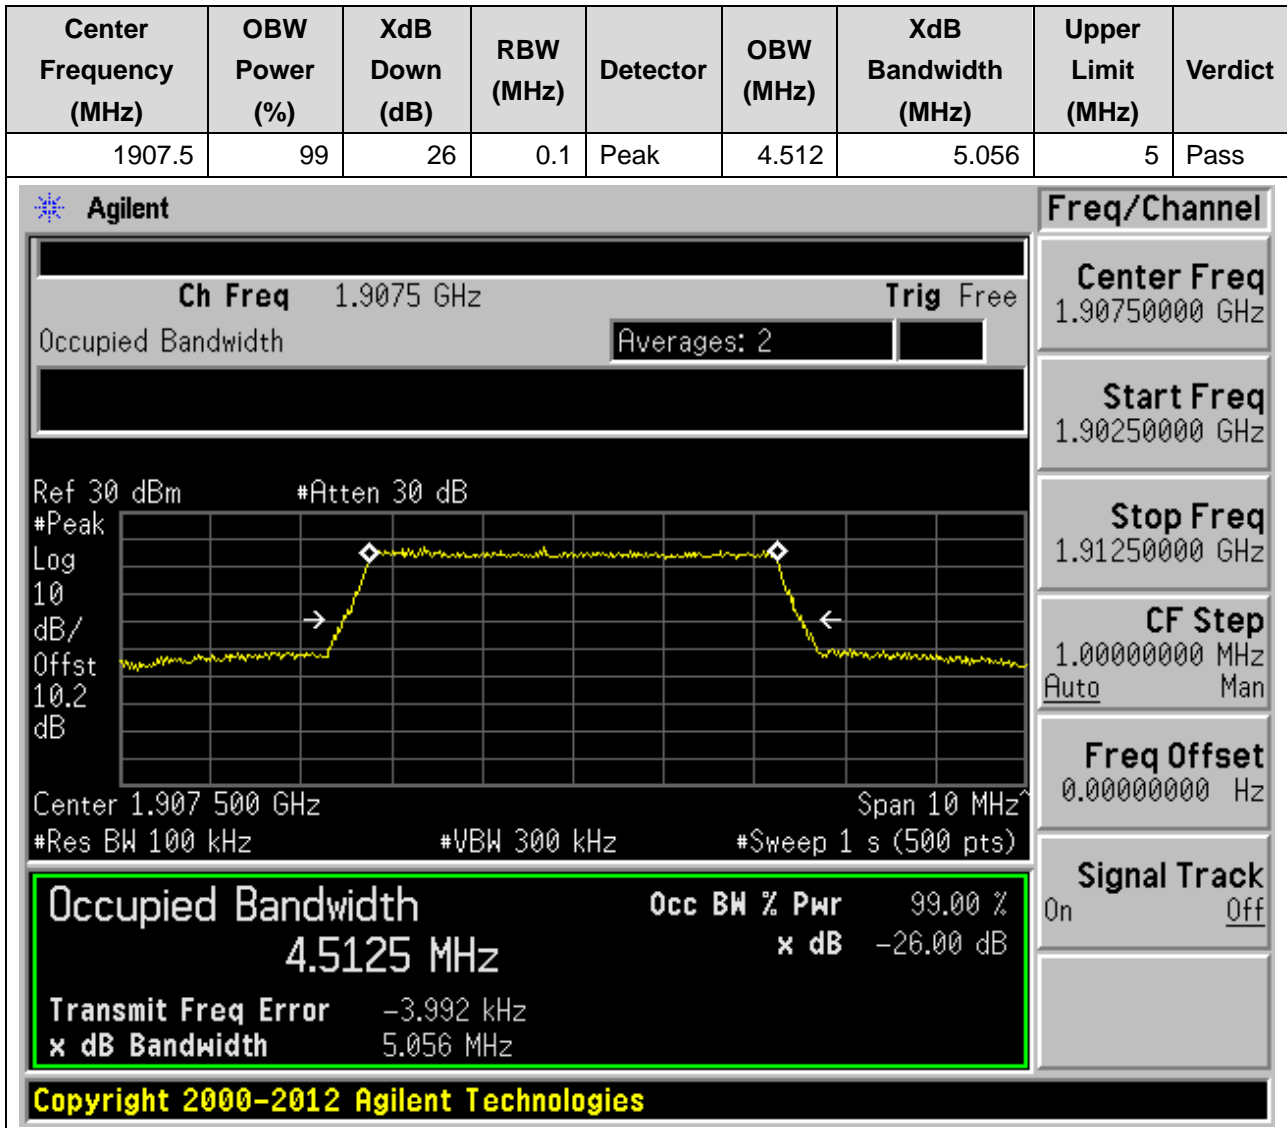 Center Frequency (MHz) OBW Power (%) XdB Down (dB) RBW (MHz) Detector OBW (MHz) XdB Bandwidth (MHz) Upper Limit (MHz) Verdict
1907.5 99 26 0.1 Peak 4.512 5.056 5 Pass
Agilent
Freq/Channel
Ch Freq 1.9075 GHz Trig Free
Occupied Bandwidth Averages: 2
Center Freq
1.90750000 GHz
Start Freq
1.90250000 GHz
Stop Freq
1.91250000 GHz
CF Step
1.00000000 MHz
Auto Man
Freq Offset
0.00000000 Hz
Signal Track
On Off
Ref 30 dBm #Atten 30 dB
#Peak
Log
10
dB/
Offst
10.2
dB
Center 1.907 500 GHz Span 10 MHz^
#Res BW 100 kHz #VBW 300 kHz #Sweep 1 s (500 pts)
Occupied Bandwidth Occ BW % Pwr 99.00 %
4.5125 MHz x dB -26.00 dB
Transmit Freq Error -3.992 kHz
x dB Bandwidth 5.056 MHz
Copyright 2000-2012 Agilent Technologies